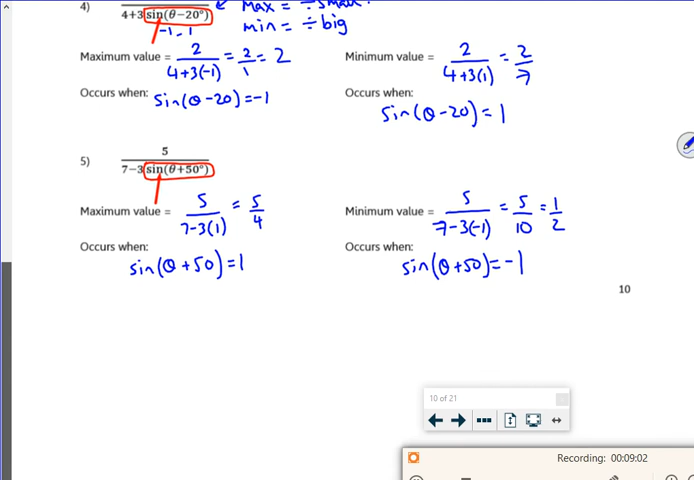 4)
4+3 sin(θ−20°)
max = ÷ small
min = ÷ big
−1 1
Maximum value = 2/(4+3(-1)) = 2/1 = 2
Minimum value = 2/(4+3(1)) = 2/7
Occurs when: sin(θ-20) = -1
Occurs when:
sin(θ-20) = 1
5) 5/(7−3 sin(θ+50°))
Maximum value = 5/(7-3(1)) = 5/4
Minimum value = 5/(7-3(-1)) = 5/10 = 1/2
Occurs when:
sin(θ+50) = 1
Occurs when:
sin(θ+50) = -1
10
10 of 21
Recording: 00:09:02